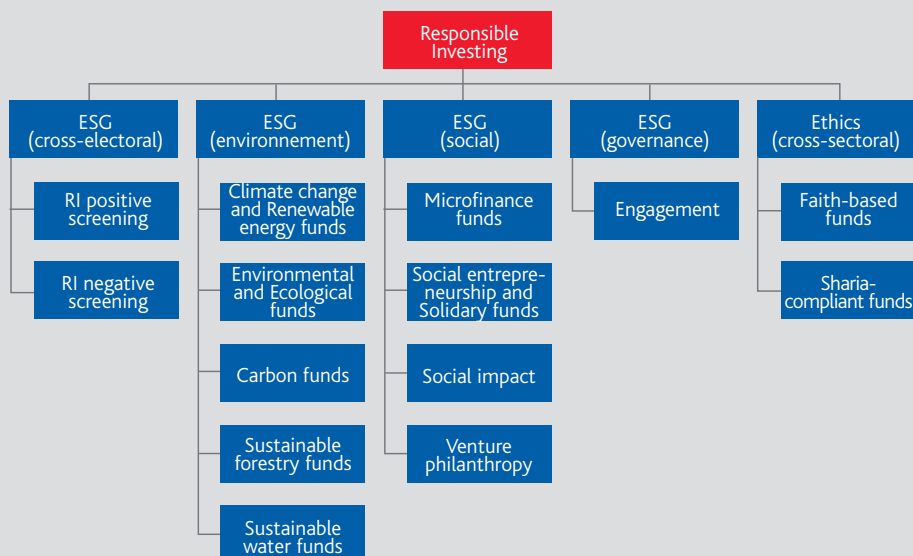 Responsible
Investing
ESG
(cross-electoral)
RI positive
screening
RI negative
screening
ESG
(environnement)
Climate change
and Renewable
energy funds
Environmental
and Ecological
funds
Carbon funds
Sustainable
forestry funds
Sustainable
water funds
ESG
(social)
Microfinance
funds
Social entrepre-
neurship and
Solidary funds
Social impact
Venture
philanthropy
ESG
(governance)
Engagement
Ethics
(cross-sectoral)
Faith-based
funds
Sharia-
compliant funds